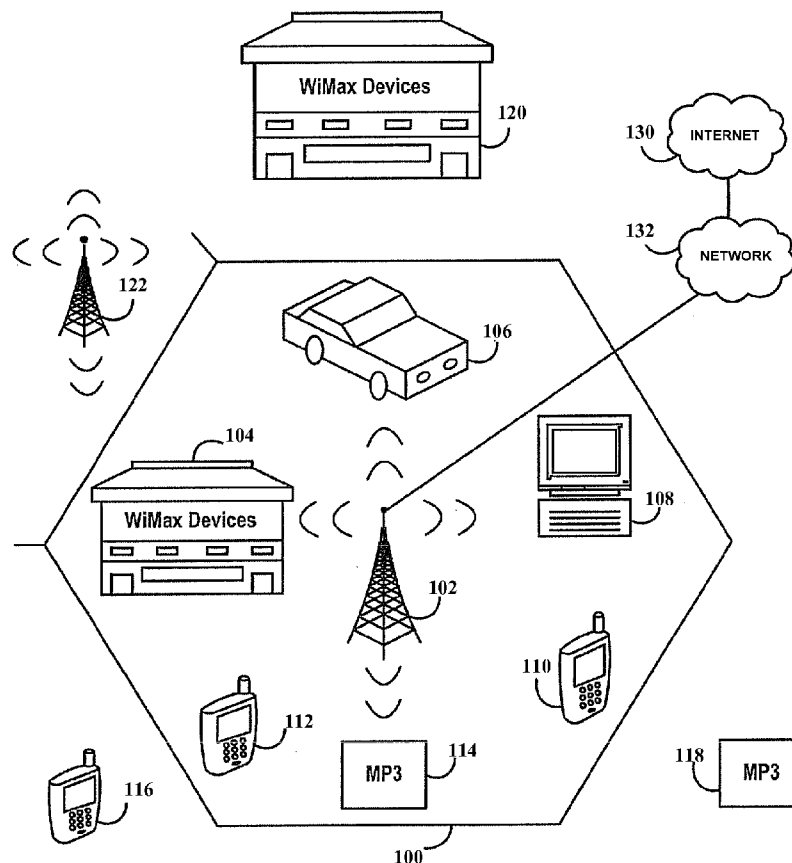 WiMax Devices
120
130
INTERNET
132
NETWORK
122
106
104
WiMax Devices
108
102
110
112
114
MP3
116
118
MP3
100